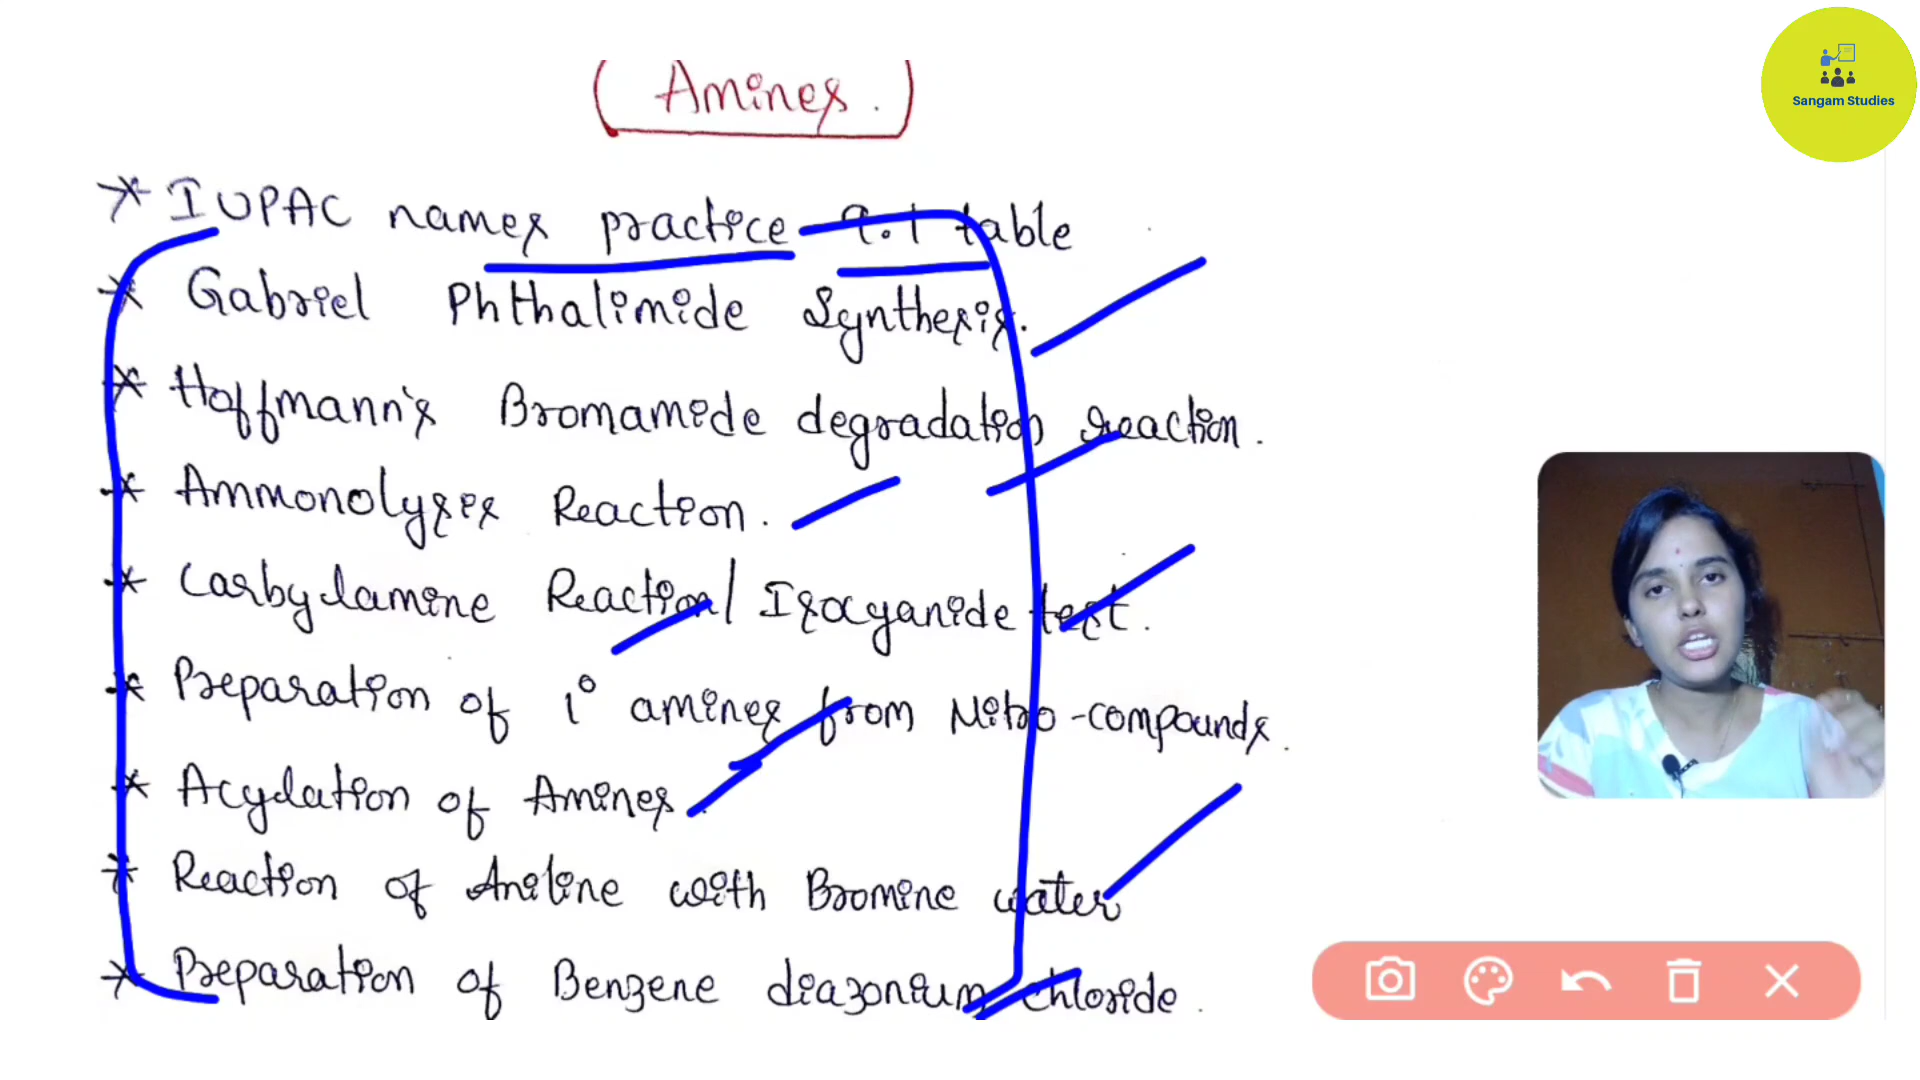 Amines.
Sangam Studies
* IUPAC names practice - 9.1 table
* Gabriel Phthalimide Synthesis.
* Hoffmann's Bromamide degradation reaction.
* Ammonolysis Reaction.
* Carbylamine Reaction / Isocyanide test.
* Preparation of 1° amines from Nitro-compounds.
* Acylation of Amines.
* Reaction of Aniline with Bromine water
* Preparation of Benzene diazonium chloride.